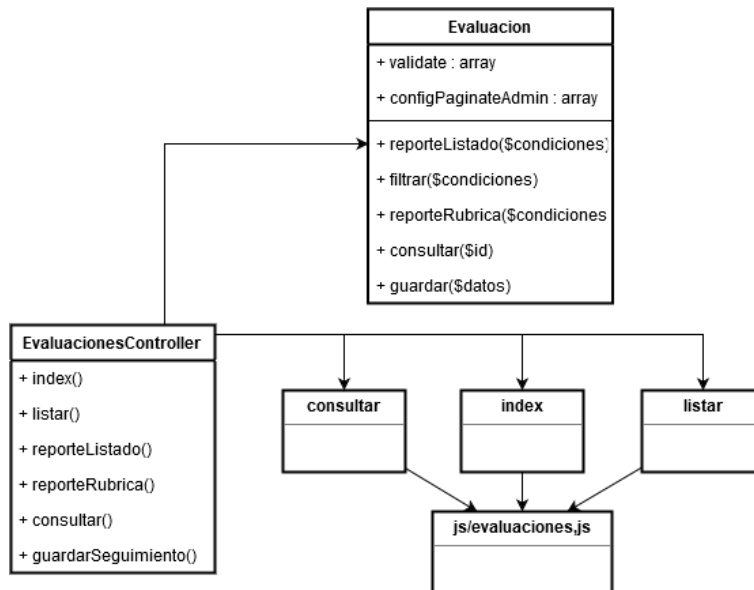 Evaluacion
+ validate : array
+ configPaginateAdmin : array
+ reporteListado($condiciones)
+ filtrar($condiciones)
+ reporteRubrica($condiciones
+ consultar($id)
+ guardar($datos)
EvaluacionesController
+ index()
+ listar()
+ reporteListado()
+ reporteRubrica()
+ consultar()
+ guardarSeguimiento()
consultar
index
listar
js/evaluaciones,js